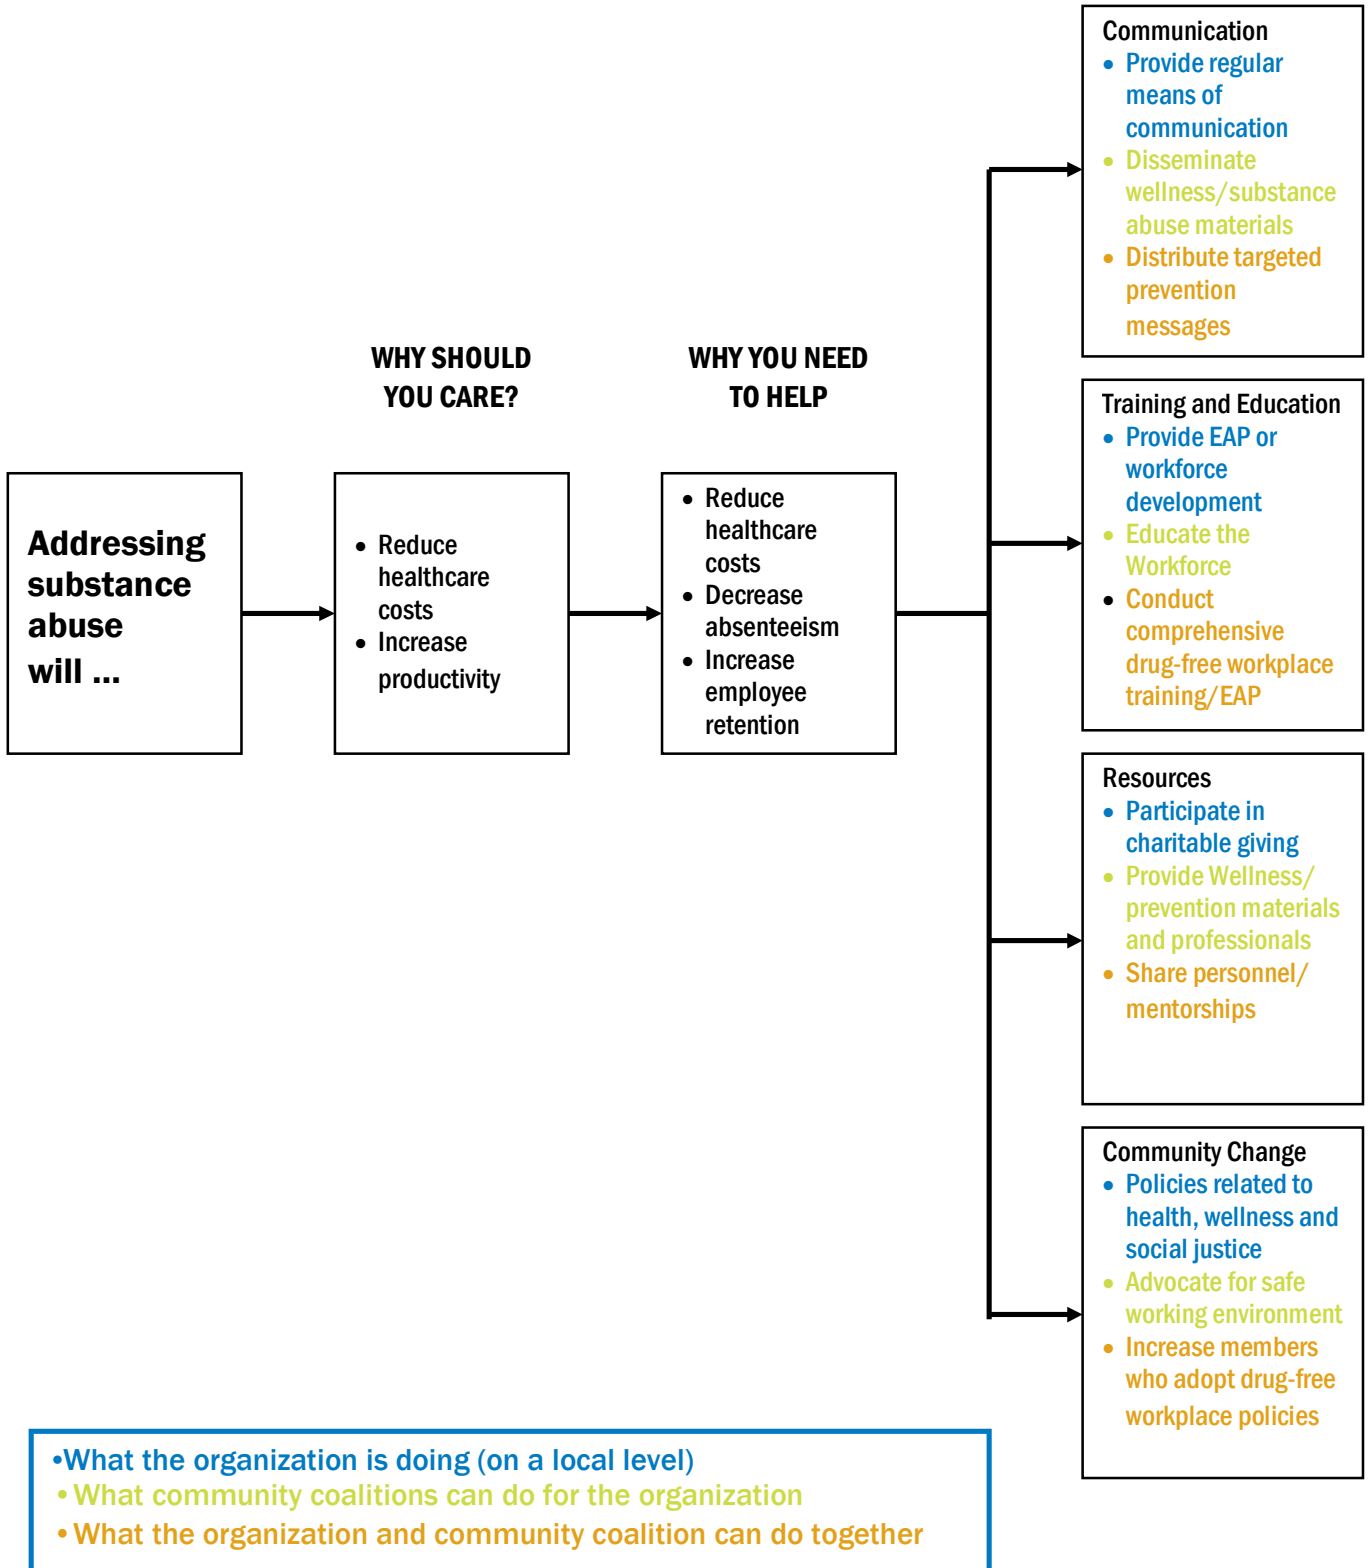 Communication
• Provide regular
means of
communication
• Disseminate
wellness/substance
abuse materials
• Distribute targeted
prevention
messages
WHY SHOULD
YOU CARE?
WHY YOU NEED
TO HELP
Training and Education
• Provide EAP or
workforce
development
• Educate the
Workforce
• Conduct
comprehensive
drug-free workplace
training/EAP
Addressing
substance
abuse
will ...
• Reduce
healthcare
costs
• Increase
productivity
• Reduce
healthcare
costs
• Decrease
absenteeism
• Increase
employee
retention
Resources
• Participate in
charitable giving
• Provide Wellness/
prevention materials
and professionals
• Share personnel/
mentorships
Community Change
• Policies related to
health, wellness and
social justice
• Advocate for safe
working environment
• Increase members
who adopt drug-free
workplace policies
•What the organization is doing (on a local level)
•What community coalitions can do for the organization
•What the organization and community coalition can do together